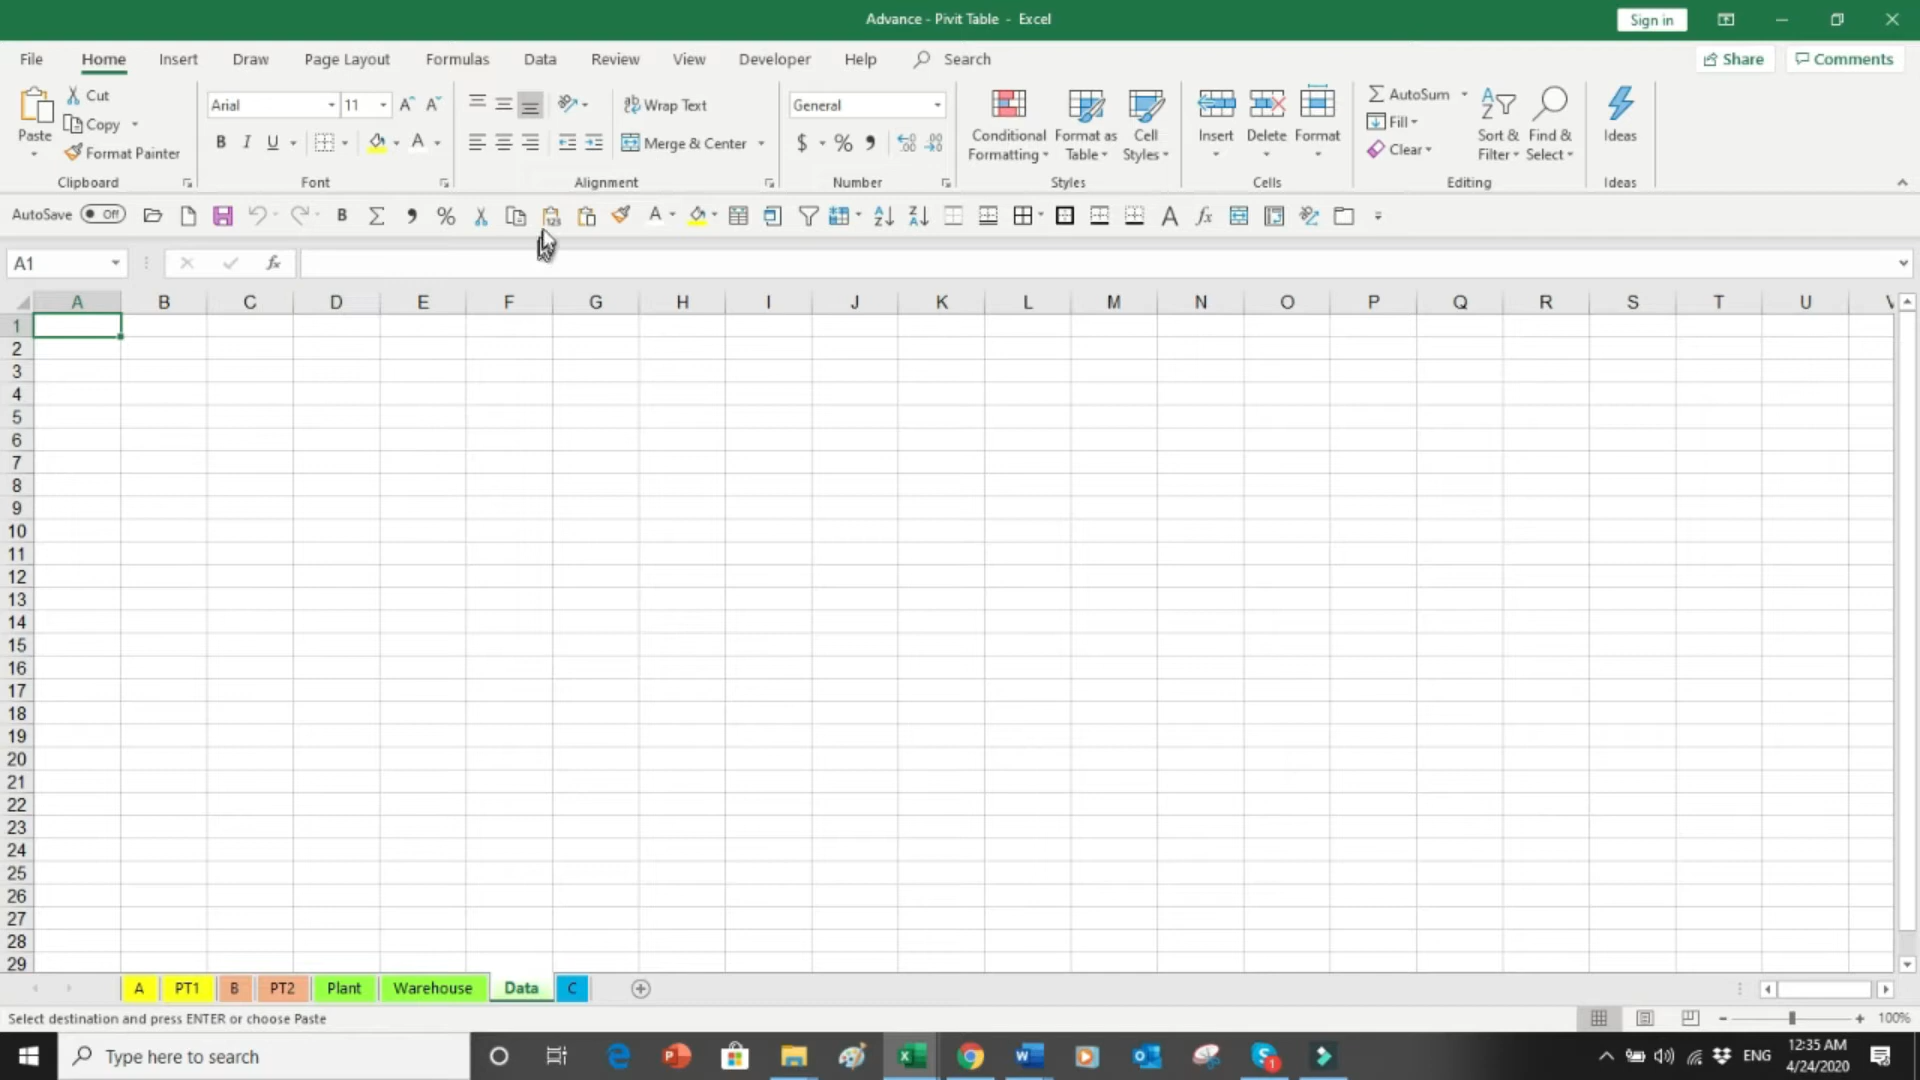 Advance - Pivit Table - Excel
Sign in
File Home Insert Draw Page Layout Formulas Data Review View Developer Help Search Share Comments
Paste
Cut
Copy
Format Painter
Clipboard
Arial 11
B I U
Font
Wrap Text
Merge & Center
Alignment
General
$ % ,
Number
Conditional Formatting
Format as Table
Cell Styles
Styles
Insert Delete Format
Cells
AutoSum
Fill
Clear
Sort & Filter
Find & Select
Editing
Ideas
Ideas
AutoSave Off
A1
A B C D E F G H I J K L M N O P Q R S T U
1
2
3
4
5
6
7
8
9
10
11
12
13
14
15
16
17
18
19
20
21
22
23
24
25
26
27
28
29
A PT1 B PT2 Plant Warehouse Data C
Select destination and press ENTER or choose Paste
100%
Type here to search
ENG
12:35 AM
4/24/2020